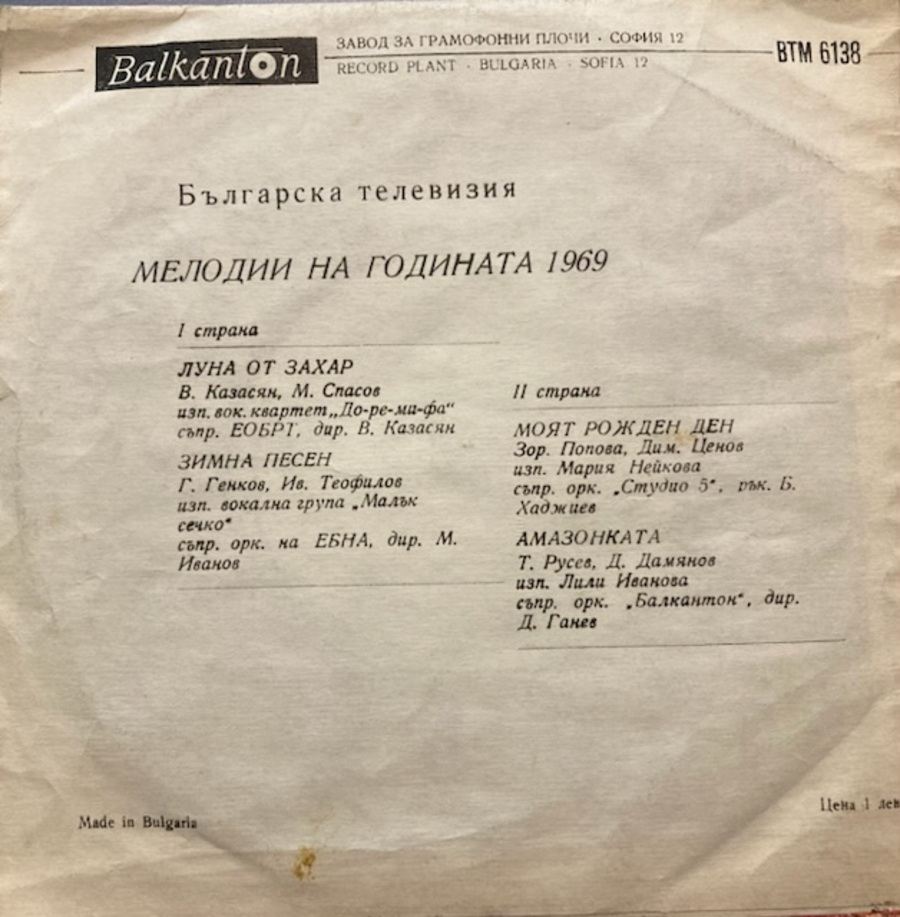 Balkanton
ЗАВОД ЗА ГРАМОФОННИ ПЛОЧИ · СОФИЯ 12
RECORD PLANT · BULGARIA · SOFIA 12
ВТМ 6138
Българска телевизия
МЕЛОДИИ НА ГОДИНАТА 1969
I страна
ЛУНА ОТ ЗАХАР
В. Казасян, М. Спасов
изп. вок. квартет „До-ре-ми-фа“
съпр. ЕОБРТ, дир. В. Казасян
ЗИМНА ПЕСЕН
Г. Генков, Ив. Теофилов
изп. вокална група „Малък
сечко“
съпр. орк. на ЕБНА, дир. М.
Иванов
II страна
МОЯТ РОЖДЕН ДЕН
Зор. Попова, Дим. Ценов
изп. Мария Нейкова
съпр. орк. „Студио 5“, рък. Б.
Хаджиев
АМАЗОНКАТА
Т. Русев, Д. Дамянов
изп. Лили Иванова
съпр. орк. „Балкантон“, дир.
Д. Ганев
Made in Bulgaria
Цена 1 лев